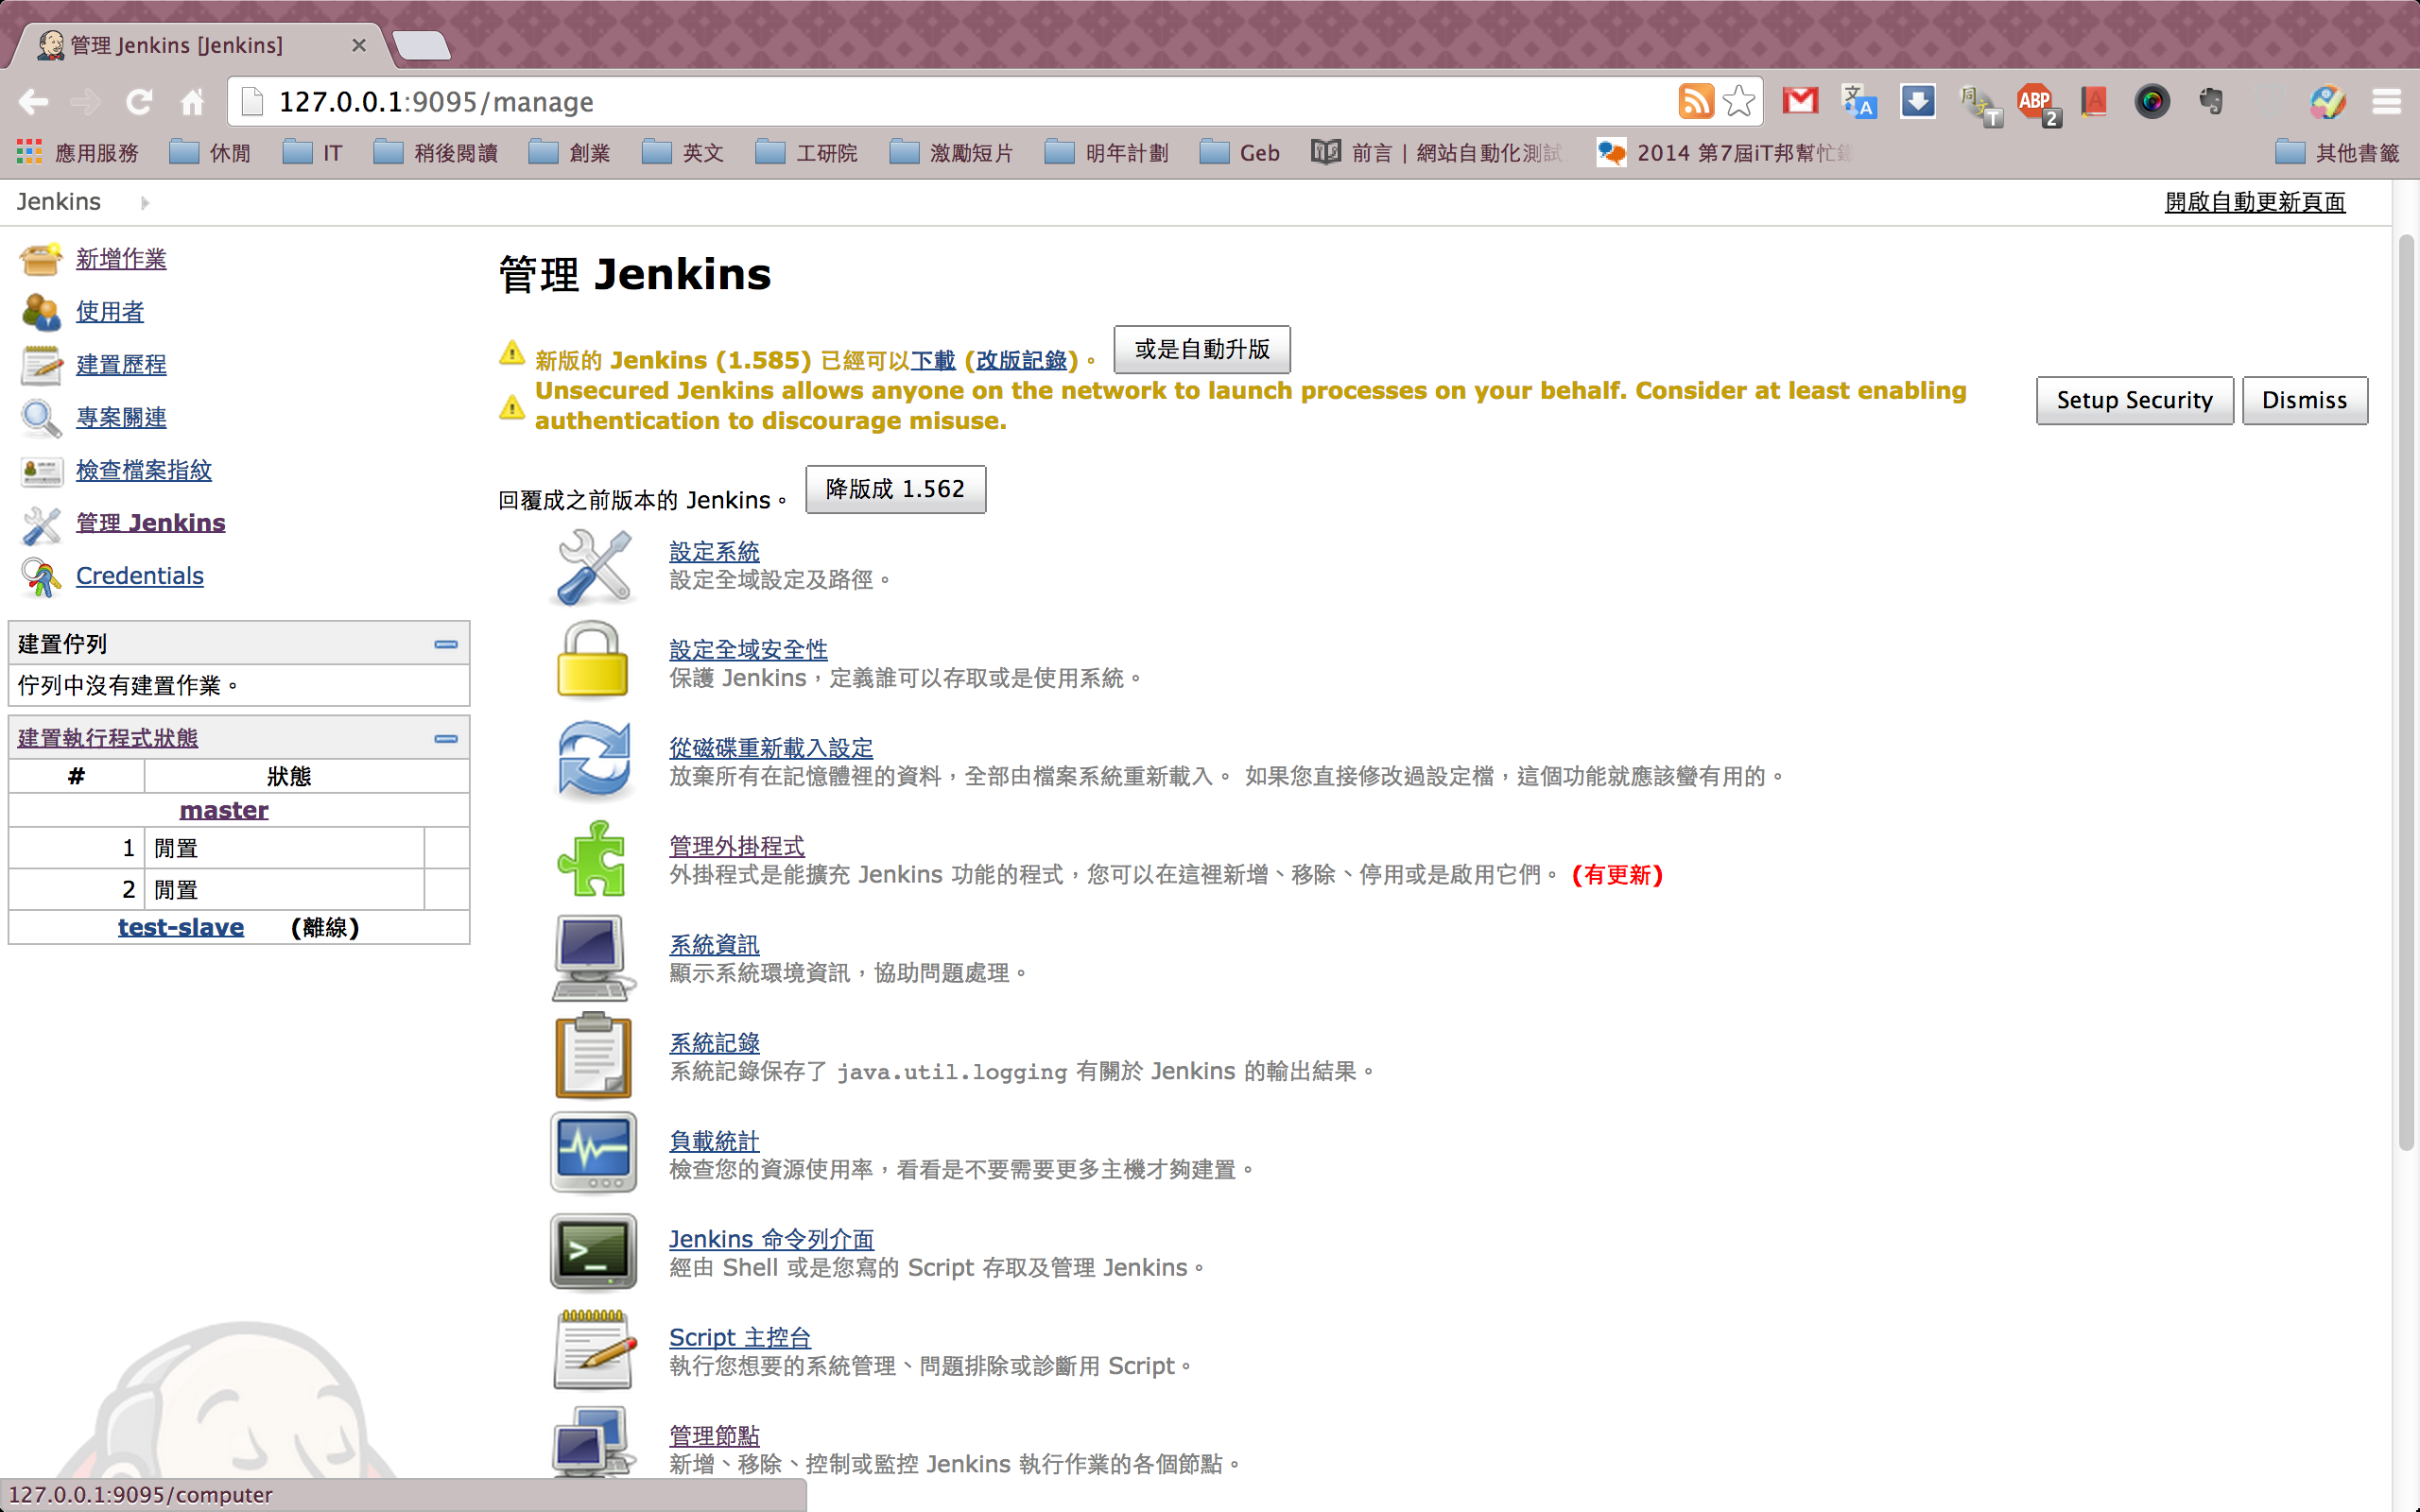 管理 Jenkins [Jenkins]
127.0.0.1:9095/manage
文 A
同 文 T
ABP 2
A
應用服務 休閒 IT 稍後閱讀 創業 英文 工研院 激勵短片 明年計劃 Geb 前言 | 網站自動化測試 2014 第7屆iT邦幫忙 其他書籤
Jenkins 開啟自動更新頁面
新增作業
使用者
建置歷程
專案關連
檢查檔案指紋
管理 Jenkins
Credentials
建置佇列
佇列中沒有建置作業。
建置執行程式狀態
# 狀態
master
1 閒置
2 閒置
test-slave (離線)
管理 Jenkins
新版的 Jenkins (1.585) 已經可以下載 (改版記錄)。 或是自動升版
Unsecured Jenkins allows anyone on the network to launch processes on your behalf. Consider at least enabling
authentication to discourage misuse.
Setup Security Dismiss
回覆成之前版本的 Jenkins。 降版成 1.562
設定系統
設定全域設定及路徑。
設定全域安全性
保護 Jenkins，定義誰可以存取或是使用系統。
從磁碟重新載入設定
放棄所有在記憶體裡的資料，全部由檔案系統重新載入。 如果您直接修改過設定檔，這個功能就應該蠻有用的。
管理外掛程式
外掛程式是能擴充 Jenkins 功能的程式，您可以在這裡新增、移除、停用或是啟用它們。 (有更新)
系統資訊
顯示系統環境資訊，協助問題處理。
系統記錄
系統記錄保存了 java.util.logging 有關於 Jenkins 的輸出結果。
負載統計
檢查您的資源使用率，看看是不要需要更多主機才夠建置。
Jenkins 命令列介面
經由 Shell 或是您寫的 Script 存取及管理 Jenkins。
Script 主控台
執行您想要的系統管理、問題排除或診斷用 Script。
管理節點
新增、移除、控制或監控 Jenkins 執行作業的各個節點。
127.0.0.1:9095/computer